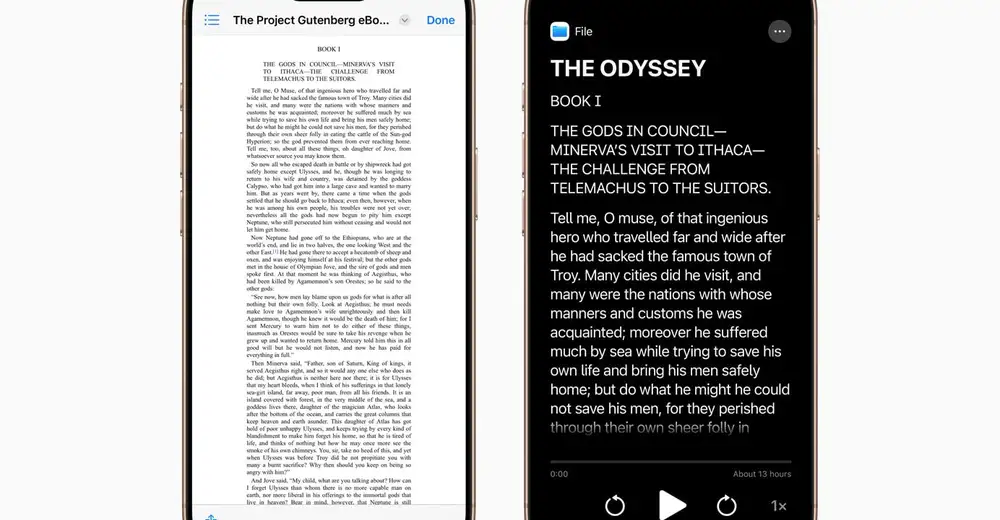 The Project Gutenberg eBo...
Done
BOOK I
THE GODS IN COUNCIL—MINERVA'S VISIT
TO ITHACA—THE CHALLENGE FROM
TELEMACHUS TO THE SUITORS.
Tell me, O Muse, of that ingenious hero who travelled far and
wide after he had sacked the famous town of Troy. Many cities did
he visit, and many were the nations with whose manners and
customs he was acquainted; moreover he suffered much by sea
while trying to save his own life and bring his men safely home;
but do what he might he could not save his men, for they perished
through their own sheer folly in eating the cattle of the Sun-god
Hyperion; so the god prevented them from ever reaching home.
Tell me, too, about all these things, oh daughter of Jove, from
whatsoever source you may know them.
So now all who escaped death in battle or by shipwreck had got
safely home except Ulysses, and he, though he was longing to
return to his wife and country, was detained by the goddess
Calypso, who had got him into a large cave and wanted to marry
him. But as years went by, there came a time when the gods
settled that he should go back to Ithaca; even then, however, when
he was among his own people, his troubles were not yet over;
nevertheless all the gods had now begun to pity him except
Neptune, who still persecuted him without ceasing and would not
let him get home.
Now Neptune had gone off to the Ethiopians, who are at the
world's end, and lie in two halves, the one looking West and the
other East.[1] He had gone there to accept a hecatomb of sheep and
oxen, and was enjoying himself at his festival; but the other gods
met in the house of Olympian Jove, and the sire of gods and men
spoke first. At that moment he was thinking of Aegisthus, who
had been killed by Agamemnon's son Orestes; so he said to the
other gods:
"See now, how men lay blame upon us gods for what is after all
nothing but their own folly. Look at Aegisthus; he must needs
make love to Agamemnon's wife unrighteously and then kill
Agamemnon, though he knew it would be the death of him; for I
sent Mercury to warn him not to do either of these things,
inasmuch as Orestes would be sure to take his revenge when he
grew up and wanted to return home. Mercury told him this in all
good will but he would not listen, and now he has paid for
everything in full."
Then Minerva said, "Father, son of Saturn, King of kings, it
served Aegisthus right, and so it would any one else who does as
he did; but Aegisthus is neither here nor there; it is for Ulysses
that my heart bleeds, when I think of his sufferings in that lonely
sea-girt island, far away, poor man, from all his friends. It is an
island covered with forest, in the very middle of the sea, and a
goddess lives there, daughter of the magician Atlas, who looks
after the bottom of the ocean, and carries the great columns that
keep heaven and earth asunder. This daughter of Atlas has got
hold of poor unhappy Ulysses, and keeps trying by every kind of
blandishment to make him forget his home, so that he is tired of
life, and thinks of nothing but how he may once more see the
smoke of his own chimneys. You, sir, take no heed of this, and yet
when Ulysses was before Troy did he not propitiate you with
many a burnt sacrifice? Why then should you keep on being so
angry with him?"
And Jove said, "My child, what are you talking about? How can
I forget Ulysses than whom there is no more capable man on
earth, nor more liberal in his offerings to the immortal gods that
live in heaven? Bear in mind, however, that Neptune is still
File
THE ODYSSEY
BOOK I
THE GODS IN COUNCIL—
MINERVA'S VISIT TO ITHACA—
THE CHALLENGE FROM
TELEMACHUS TO THE SUITORS.
Tell me, O muse, of that ingenious
hero who travelled far and wide after
he had sacked the famous town of
Troy. Many cities did he visit, and
many were the nations with whose
manners and customs he was
acquainted; moreover he suffered
much by sea while trying to save his
own life and bring his men safely
home; but do what he might he could
not save his men, for they perished
through their own sheer folly in
0:00
About 13 hours
1×